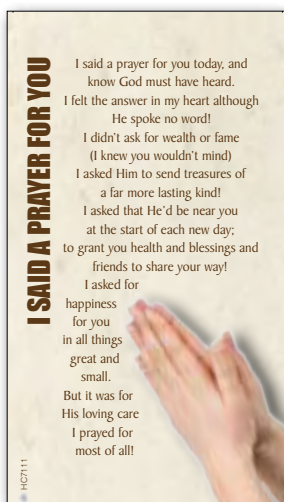 I SAID A PRAYER FOR YOU
I said a prayer for you today, and
know God must have heard.
I felt the answer in my heart although
He spoke no word!
I didn't ask for wealth or fame
(I knew you wouldn't mind)
I asked Him to send treasures of
a far more lasting kind!
I asked that He'd be near you
at the start of each new day;
to grant you health and blessings and
friends to share your way!
I asked for
happiness
for you
in all things
great and
small.
But it was for
His loving care
I prayed for
most of all!
HC7111